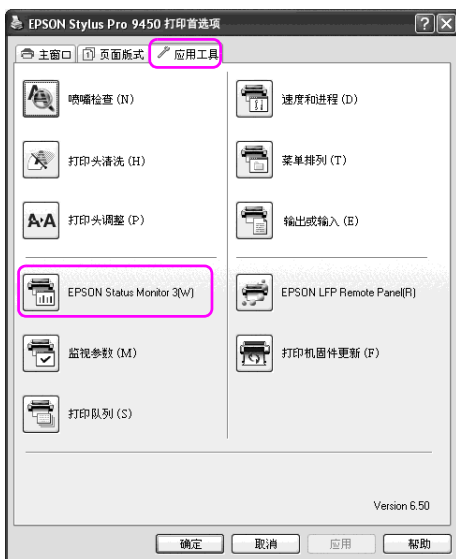 EPSON Stylus Pro 9450 打印首选项
主窗口 页面版式 应用工具
喷嘴检查 (N)
速度和进程 (D)
打印头清洗 (H)
菜单排列 (T)
打印头调整 (P)
输出或输入 (E)
EPSON Status Monitor 3(W)
EPSON LFP Remote Panel(R)
监视参数 (M)
打印机固件更新 (F)
打印队列 (S)
Version 6.50
确定 取消 应用 帮助